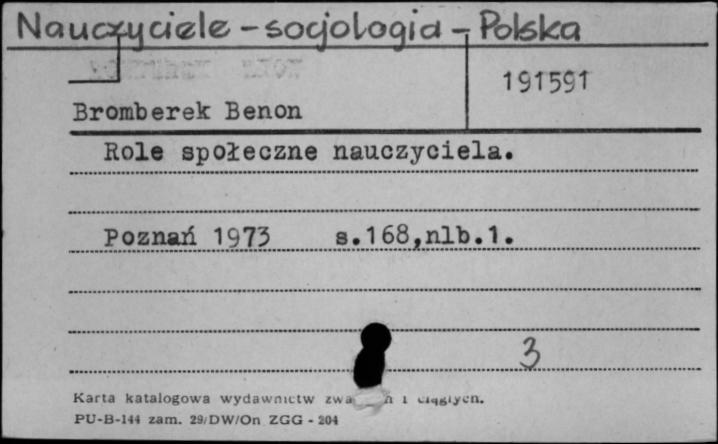 Nauczyciele – socjologia – Polska
191591
Bromberek Benon
Role społeczne nauczyciela.
Poznań 1973 s.168,nlb.1.
3
Karta katalogowa wydawnictw i ciągłych.
PU-B-144 zam. 29/DW/On ZGG - 204